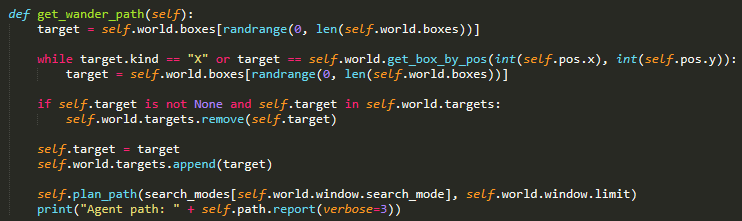 def get_wander_path(self):
    target = self.world.boxes[randrange(0, len(self.world.boxes))]

    while target.kind == "X" or target == self.world.get_box_by_pos(int(self.pos.x), int(self.pos.y)):
        target = self.world.boxes[randrange(0, len(self.world.boxes))]

    if self.target is not None and self.target in self.world.targets:
        self.world.targets.remove(self.target)

    self.target = target
    self.world.targets.append(target)

    self.plan_path(search_modes[self.world.window.search_mode], self.world.window.limit)
    print("Agent path: " + self.path.report(verbose=3))